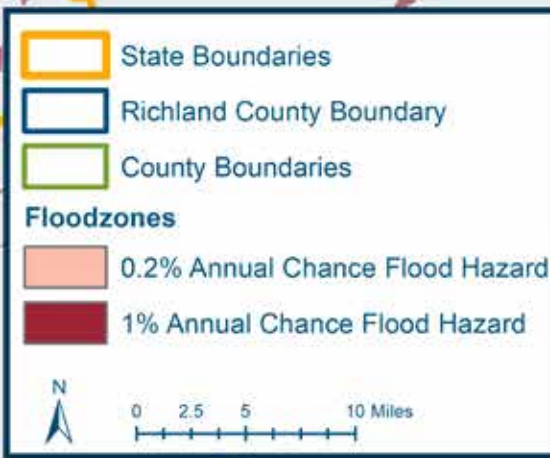 State Boundaries
Richland County Boundary
County Boundaries
Floodzones
0.2% Annual Chance Flood Hazard
1% Annual Chance Flood Hazard
N
0 2.5 5 10 Miles